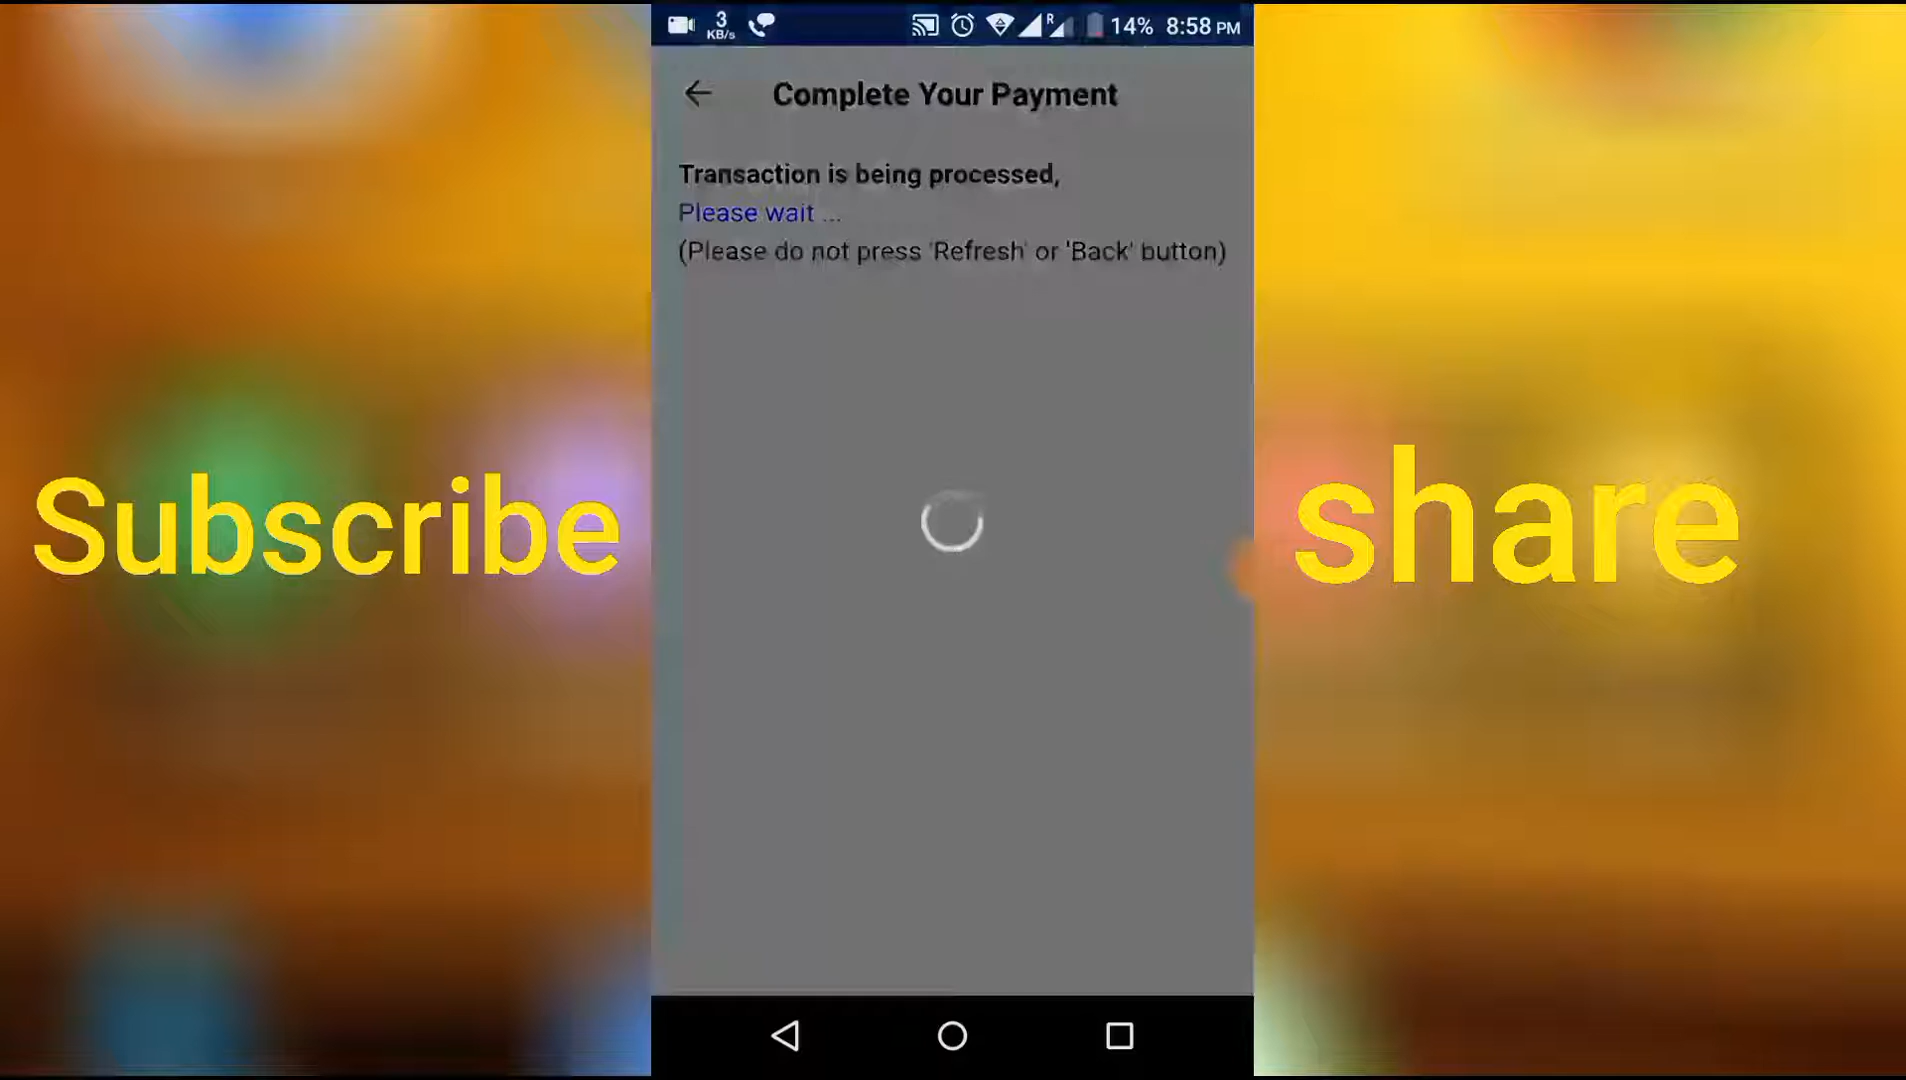 3
KB/s
R
14% 8:58 PM
Complete Your Payment
Transaction is being processed,
Please wait ...
(Please do not press 'Refresh' or 'Back' button)
Subscribe
share